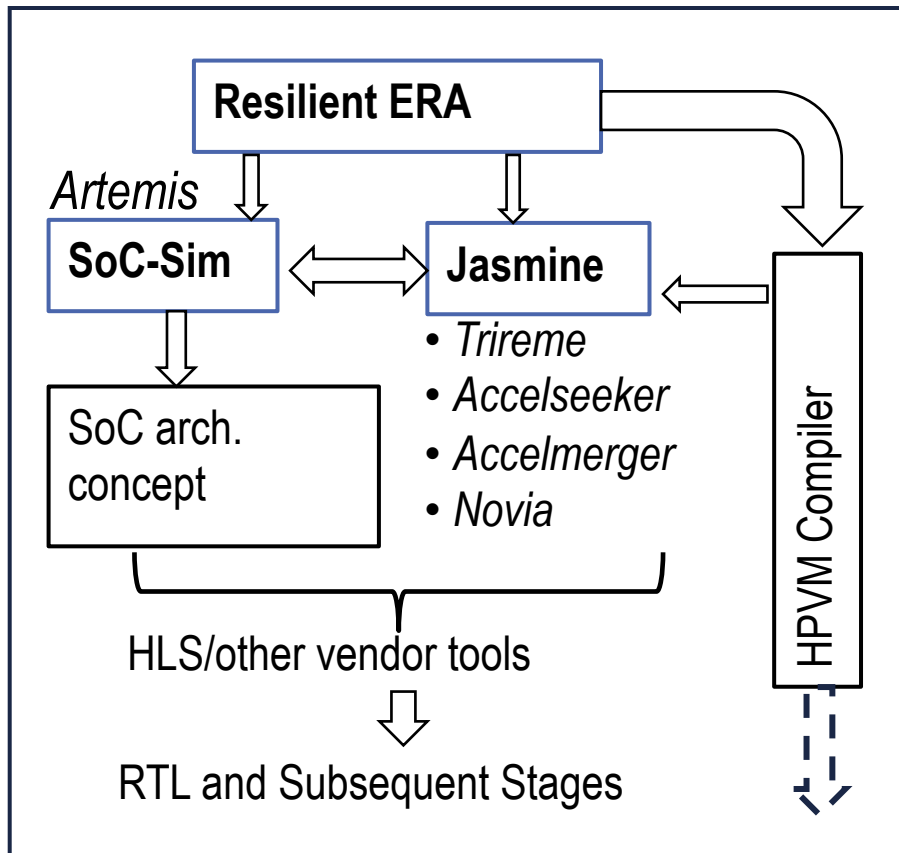 Resilient ERA
Artemis
SoC-Sim
Jasmine
• Trireme
• Accelseeker
• Accelmerger
• Novia
SoC arch.
concept
HPVM Compiler
HLS/other vendor tools
RTL and Subsequent Stages